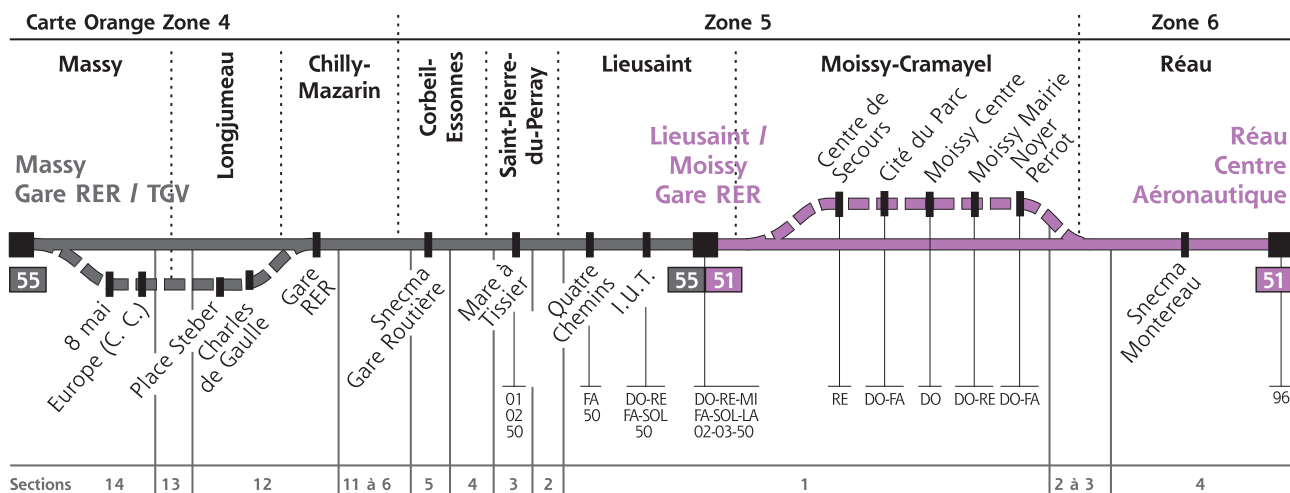 Carte Orange Zone 4
Zone 5
Zone 6
Massy
Longjumeau
Chilly-
Mazarin
Corbeil-
Essonnes
Saint-Pierre-
du-Perray
Lieusaint
Moissy-Cramayel
Réau
Massy
Gare RER / TGV
Lieusaint /
Moissy
Gare RER
Centre de
Secours
Cité du Parc
Moissy Centre
Moissy Mairie
Noyer
Perrot
Réau
Centre
Aéronautique
55
55
51
51
8 mai
Europe (C. C.)
Place Steber
Charles
de Gaulle
Gare
RER
Snecma
Gare Routière
Mare à
Tissier
Quatre
Chemins
I.U.T.
Snecma
Montereau
01
02
50
FA
50
DO-RE
FA-SOL
50
DO-RE-MI
FA-SOL-LA
02-03-50
RE
DO-FA
DO
DO-RE
DO-FA
96
Sections
14
13
12
11 à 6
5
4
3
2
1
2 à 3
4